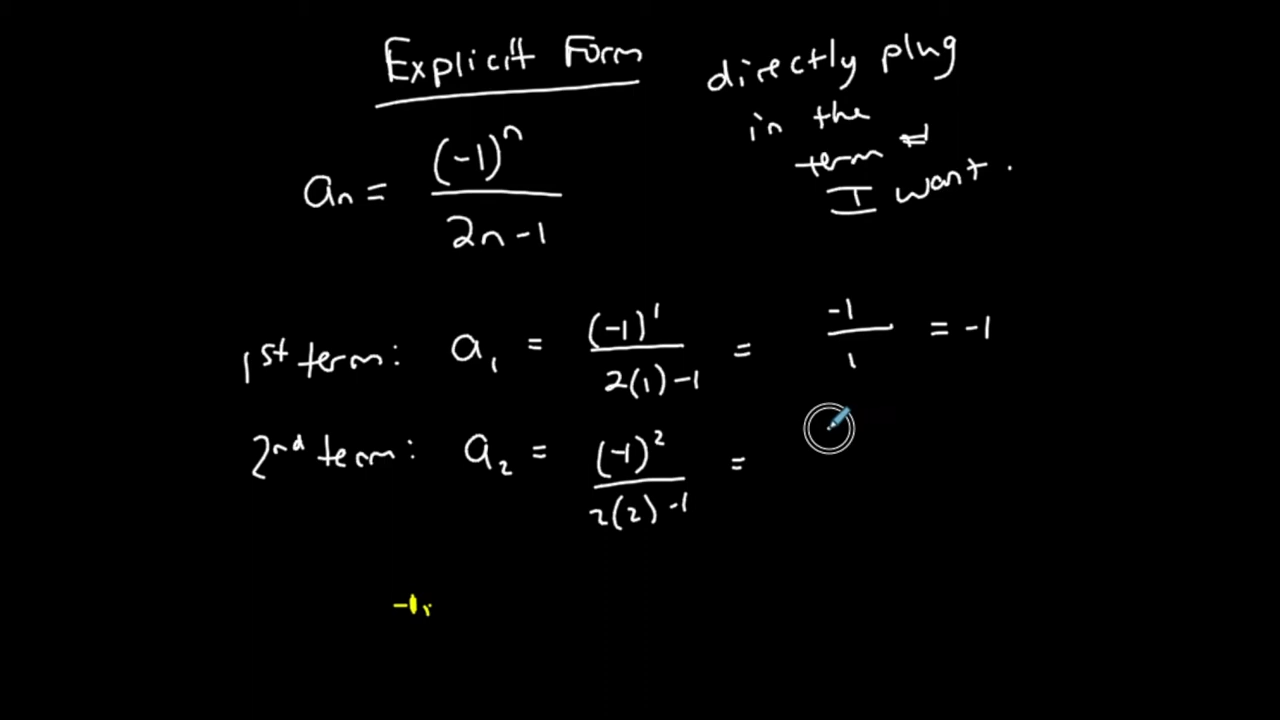 Explicit Form
directly plug
in the
term #
I want.
aₙ = (-1)ⁿ / 2n-1
1st term: a₁ = (-1)¹ / 2(1)-1 = -1/1 = -1
2nd term: a₂ = (-1)² / 2(2)-1 =
-1,